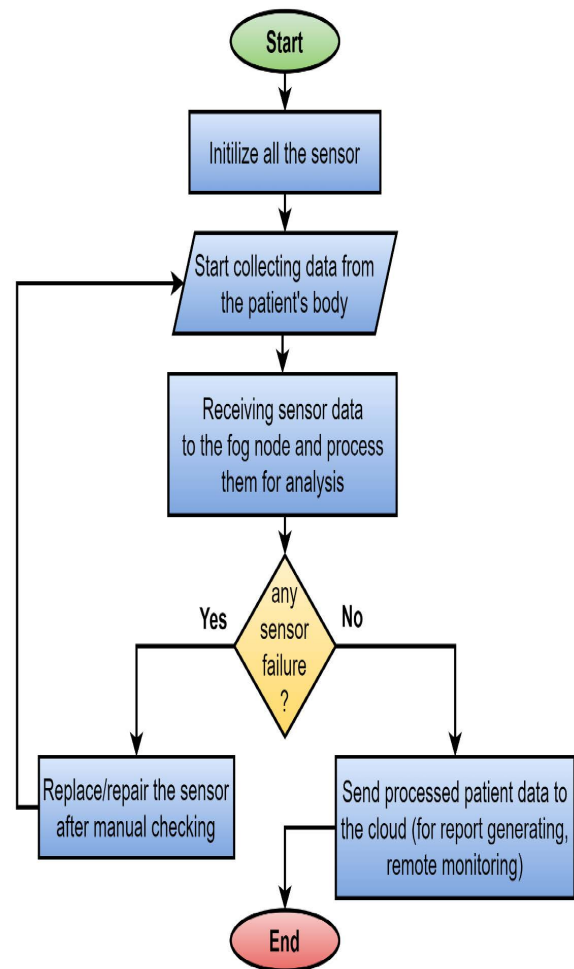 Start
Initilize all the sensor
Start collecting data from
the patient's body
Receiving sensor data
to the fog node and process
them for analysis
any
sensor
failure
?
Yes
No
Replace/repair the sensor
after manual checking
Send processed patient data to
the cloud (for report generating,
remote monitoring)
End